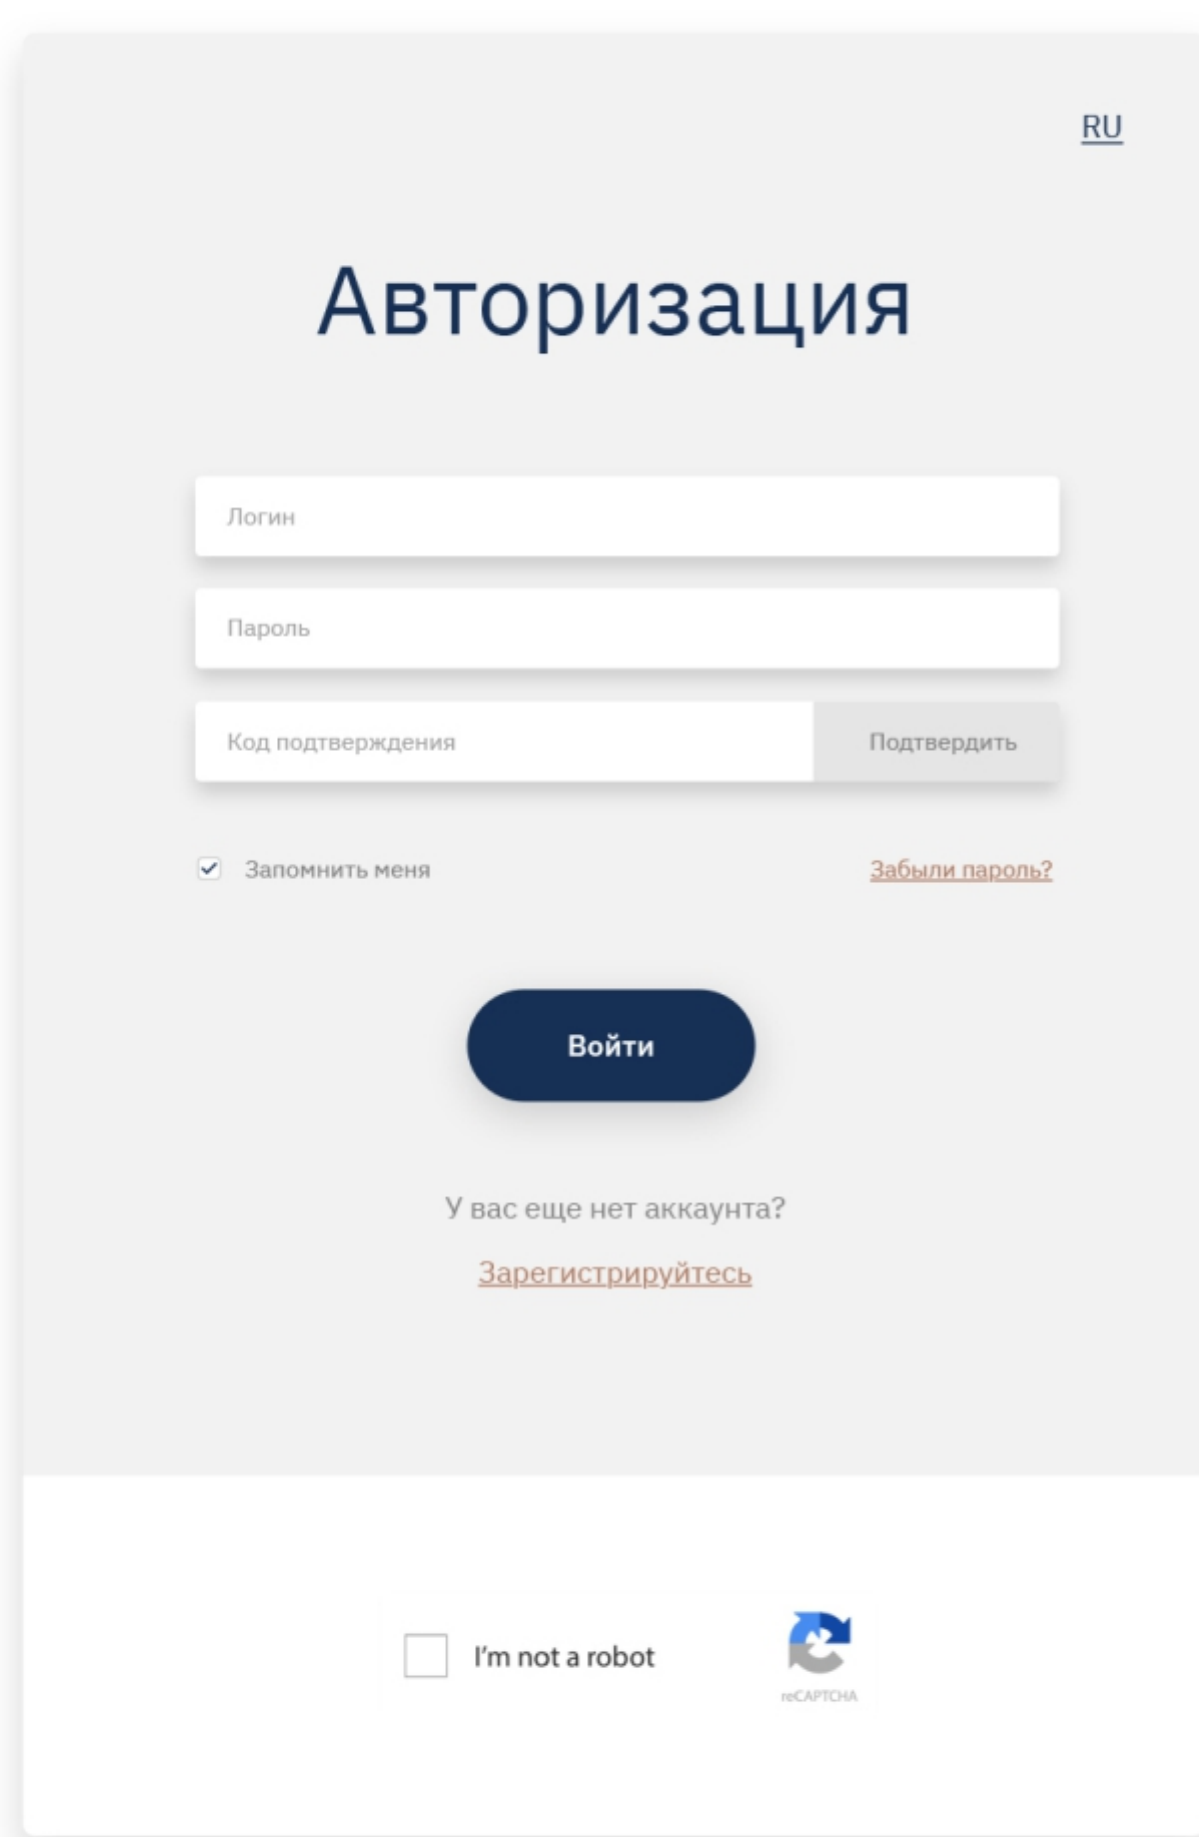 RU
Авторизация
Логин
Пароль
Код подтверждения Подтвердить
Запомнить меня Забыли пароль?
Войти
У вас еще нет аккаунта?
Зарегистрируйтесь
I'm not a robot
reCAPTCHA